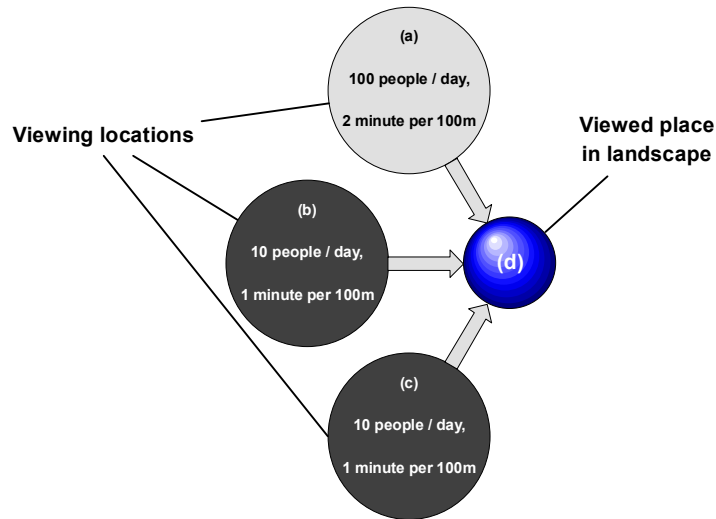 (a)
100 people / day,
2 minute per 100m
Viewing locations
Viewed place
in landscape
(b)
10 people / day,
1 minute per 100m
(d)
(c)
10 people / day,
1 minute per 100m